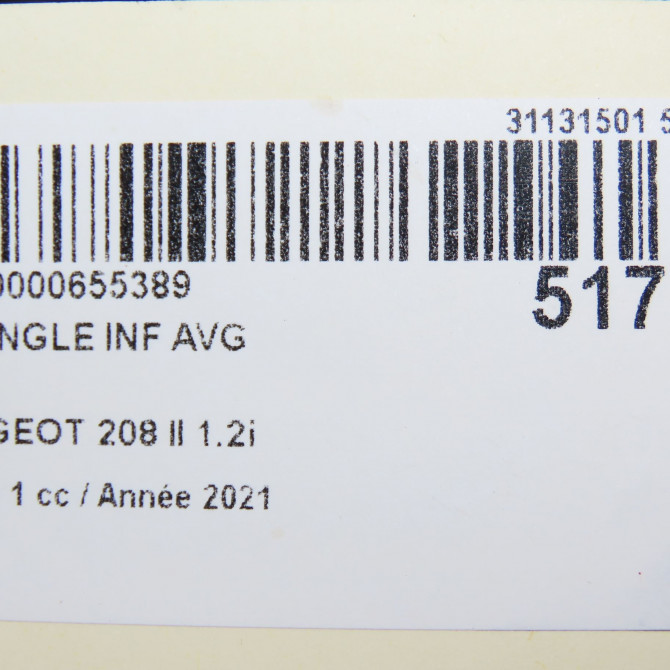 31131501 5
0000655389
517
NGLE INF AVG
GEOT 208 II 1.2i
1 cc / Année 2021